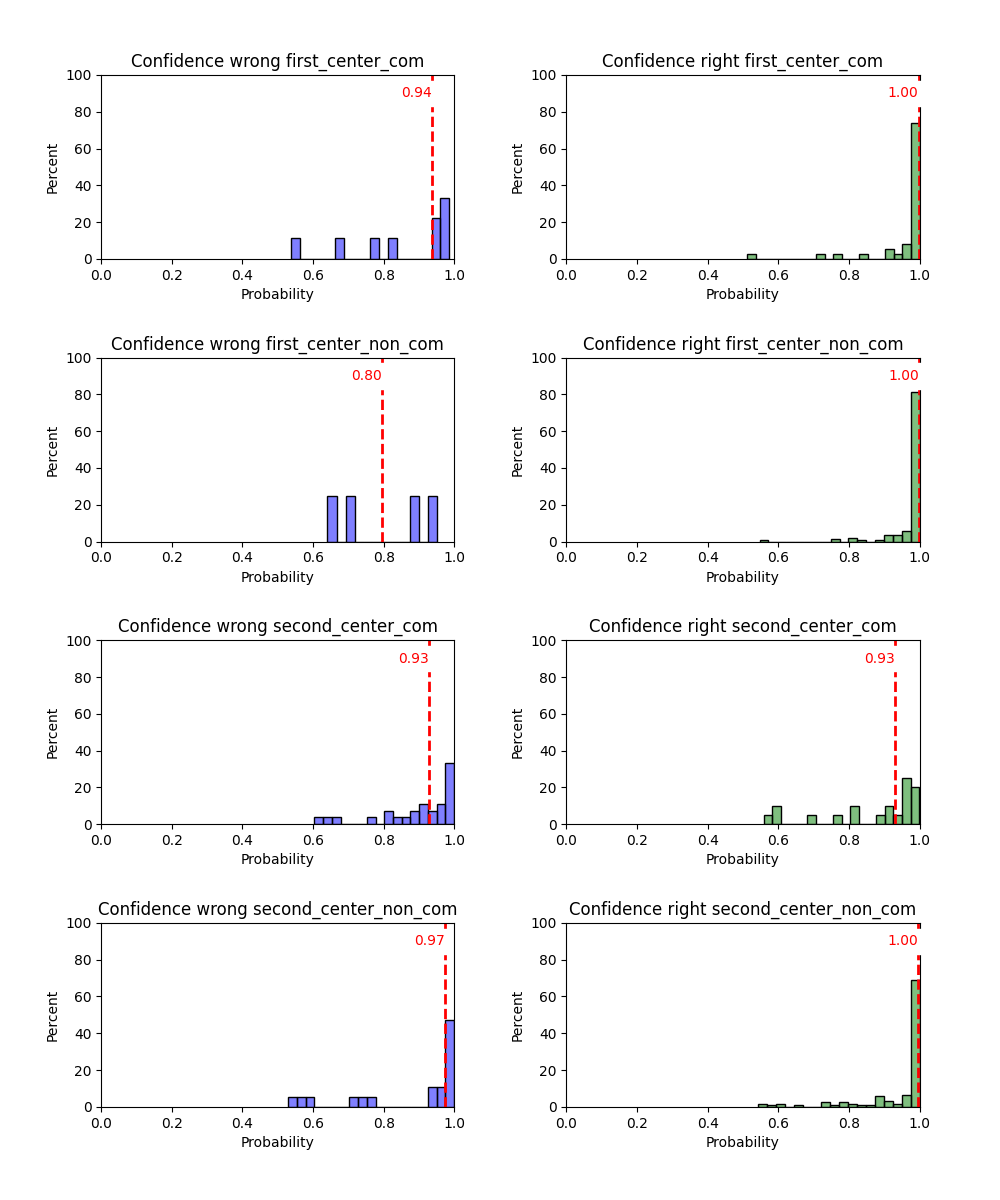 Confidence wrong first_center_com
100
80
60
40
20
0
Percent
0.94
0.0 0.2 0.4 0.6 0.8 1.0
Probability
Confidence right first_center_com
100
80
60
40
20
0
Percent
1.00
0.0 0.2 0.4 0.6 0.8 1.0
Probability
Confidence wrong first_center_non_com
100
80
60
40
20
0
Percent
0.80
0.0 0.2 0.4 0.6 0.8 1.0
Probability
Confidence right first_center_non_com
100
80
60
40
20
0
Percent
1.00
0.0 0.2 0.4 0.6 0.8 1.0
Probability
Confidence wrong second_center_com
100
80
60
40
20
0
Percent
0.93
0.0 0.2 0.4 0.6 0.8 1.0
Probability
Confidence right second_center_com
100
80
60
40
20
0
Percent
0.93
0.0 0.2 0.4 0.6 0.8 1.0
Probability
Confidence wrong second_center_non_com
100
80
60
40
20
0
Percent
0.97
0.0 0.2 0.4 0.6 0.8 1.0
Probability
Confidence right second_center_non_com
100
80
60
40
20
0
Percent
1.00
0.0 0.2 0.4 0.6 0.8 1.0
Probability